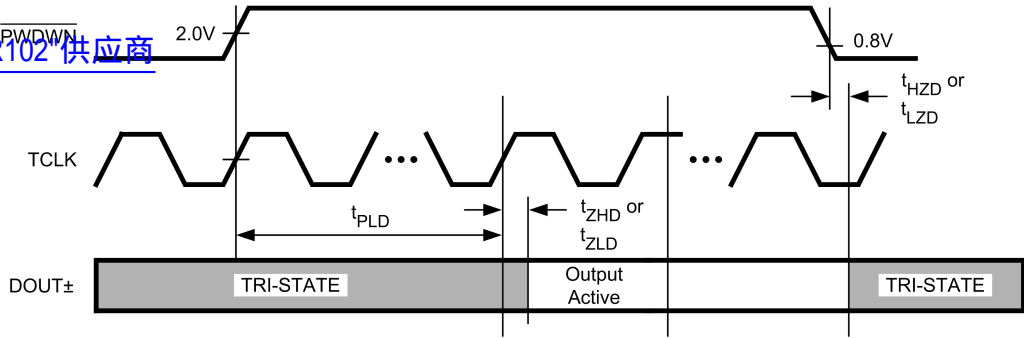 PWDWN
R102"供应商
2.0V
0.8V
tHZD or
tLZD
TCLK
tPLD
tZHD or
tZLD
DOUT±
TRI-STATE
Output
Active
TRI-STATE